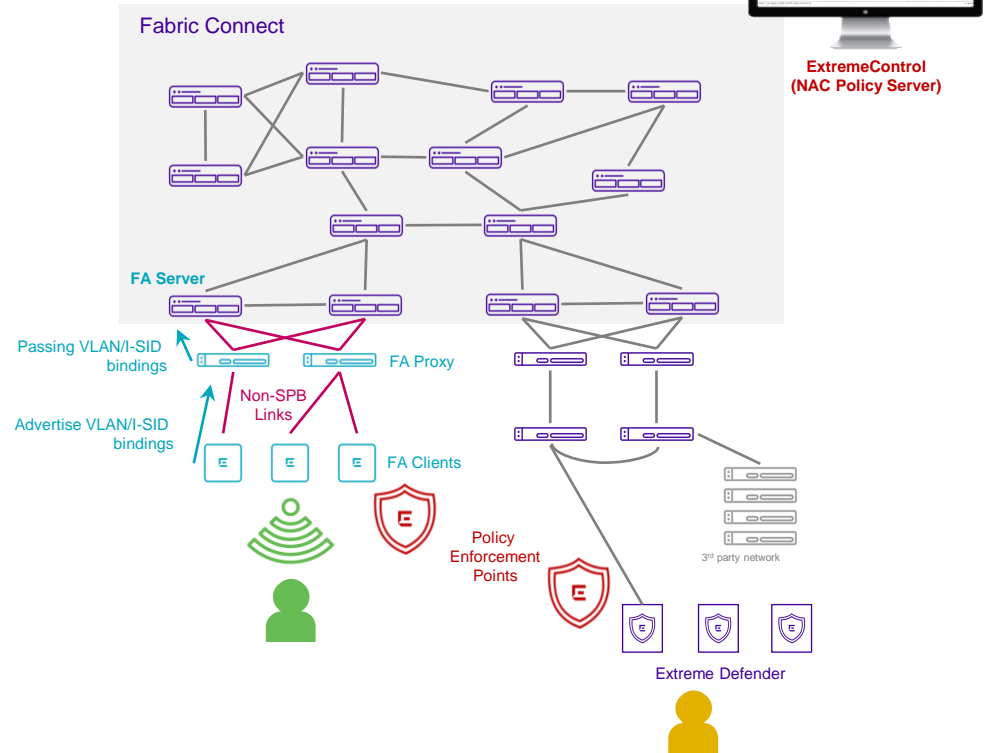 Fabric Connect
ExtremeControl
(NAC Policy Server)
FA Server
Passing VLAN/I-SID
bindings
FA Proxy
Non-SPB
Links
Advertise VLAN/I-SID
bindings
FA Clients
Policy
Enforcement
Points
3rd party network
Extreme Defender